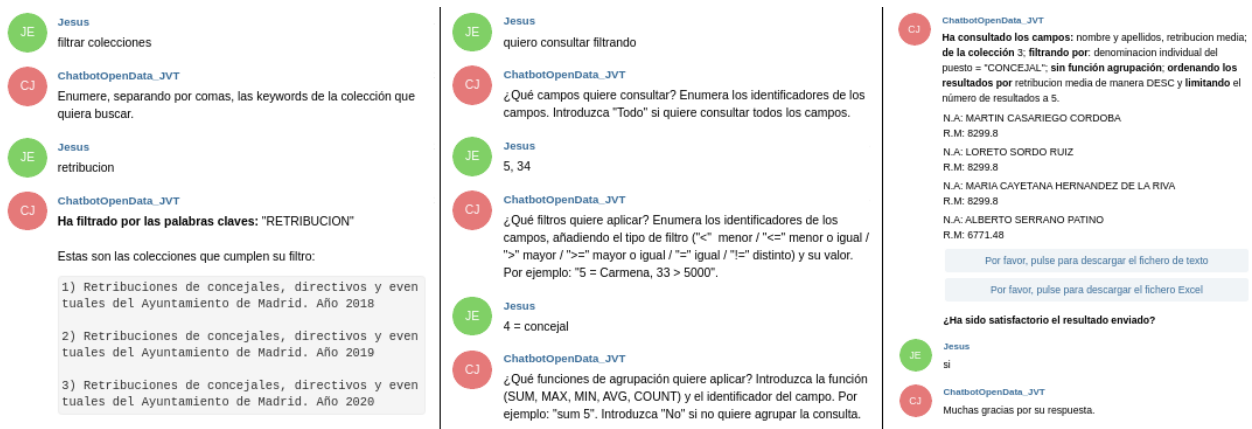 JE
Jesus
filtrar colecciones
CJ
ChatbotOpenData_JVT
Enumere, separando por comas, las keywords de la colección que
quiera buscar.
JE
Jesus
retribucion
CJ
ChatbotOpenData_JVT
Ha filtrado por las palabras claves: "RETRIBUCION"
Estas son las colecciones que cumplen su filtro:
1) Retribuciones de concejales, directivos y even
tuales del Ayuntamiento de Madrid. Año 2018
2) Retribuciones de concejales, directivos y even
tuales del Ayuntamiento de Madrid. Año 2019
3) Retribuciones de concejales, directivos y even
tuales del Ayuntamiento de Madrid. Año 2020
JE
Jesus
quiero consultar filtrando
CJ
ChatbotOpenData_JVT
¿Qué campos quiere consultar? Enumera los identificadores de los
campos. Introduzca "Todo" si quiere consultar todos los campos.
JE
Jesus
5, 34
CJ
ChatbotOpenData_JVT
¿Qué filtros quiere aplicar? Enumera los identificadores de los
campos, añadiendo el tipo de filtro ("<" menor / "<=" menor o igual /
">" mayor / ">=" mayor o igual / "=" igual / "!=" distinto) y su valor.
Por ejemplo: "5 = Carmena, 33 > 5000".
JE
Jesus
4 = concejal
CJ
ChatbotOpenData_JVT
¿Qué funciones de agrupación quiere aplicar? Introduzca la función
(SUM, MAX, MIN, AVG, COUNT) y el identificador del campo. Por
ejemplo: "sum 5". Introduzca "No" si no quiere agrupar la consulta.
CJ
ChatbotOpenData_JVT
Ha consultado los campos: nombre y apellidos, retribucion media;
de la colección 3; filtrando por: denominacion individual del
puesto = "CONCEJAL"; sin función agrupación; ordenando los
resultados por retribucion media de manera DESC y limitando el
número de resultados a 5.
N.A: MARTIN CASARIEGO CORDOBA
R.M: 8299.8
N.A: LORETO SORDO RUIZ
R.M: 8299.8
N.A: MARIA CAYETANA HERNANDEZ DE LA RIVA
R.M: 8299.8
N.A: ALBERTO SERRANO PATINO
R.M: 6771.48
Por favor, pulse para descargar el fichero de texto
Por favor, pulse para descargar el fichero Excel
¿Ha sido satisfactorio el resultado enviado?
JE
Jesus
si
CJ
ChatbotOpenData_JVT
Muchas gracias por su respuesta.